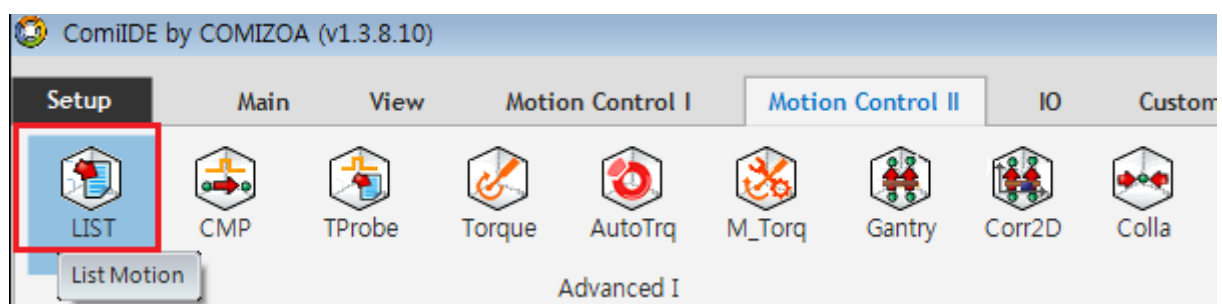 ComiIDE by COMIZOA (v1.3.8.10)
Setup Main View Motion Control I Motion Control II IO Custom
LIST CMP TProbe Torque AutoTrq M_Torq Gantry Corr2D Colla
List Motion
Advanced I